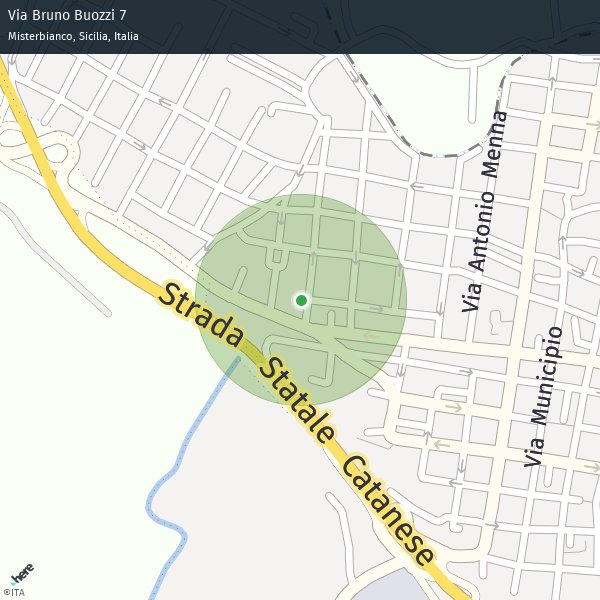 Via Bruno Buozzi 7
Misterbianco, Sicilia, Italia
Via Antonio Menna
Strada Statale Catanese
Via Municipio
here
©ITA